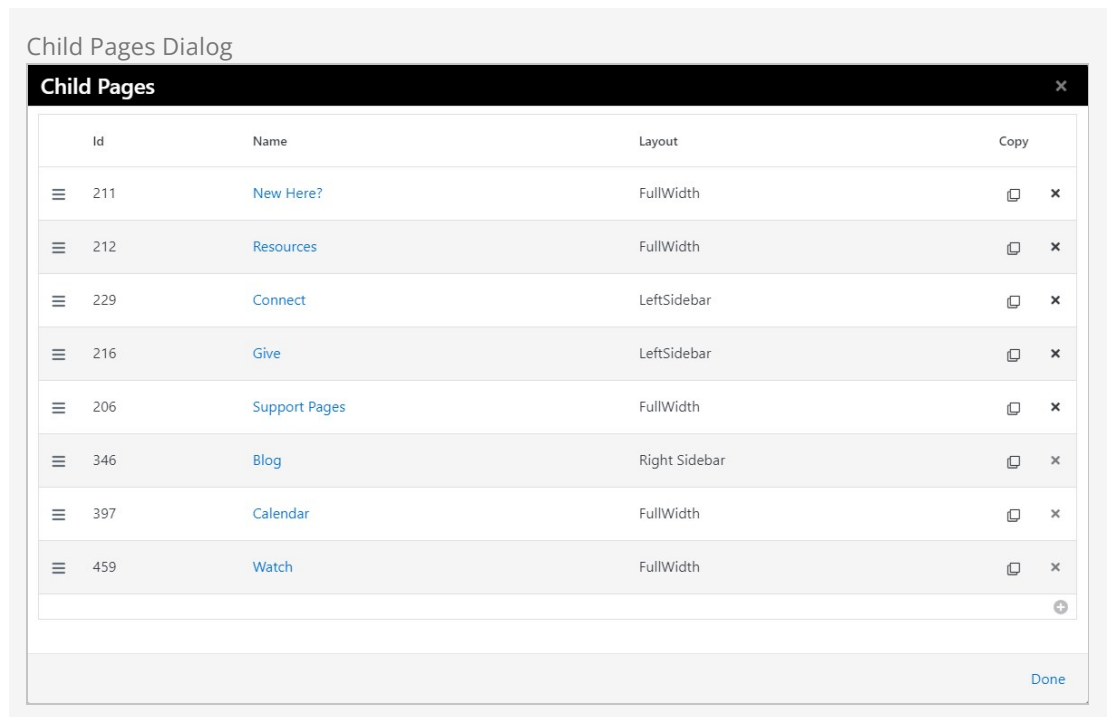 Child Pages Dialog
Child Pages
Id Name Layout Copy
211 New Here? FullWidth
212 Resources FullWidth
229 Connect LeftSidebar
216 Give LeftSidebar
206 Support Pages FullWidth
346 Blog Right Sidebar
397 Calendar FullWidth
459 Watch FullWidth
Done